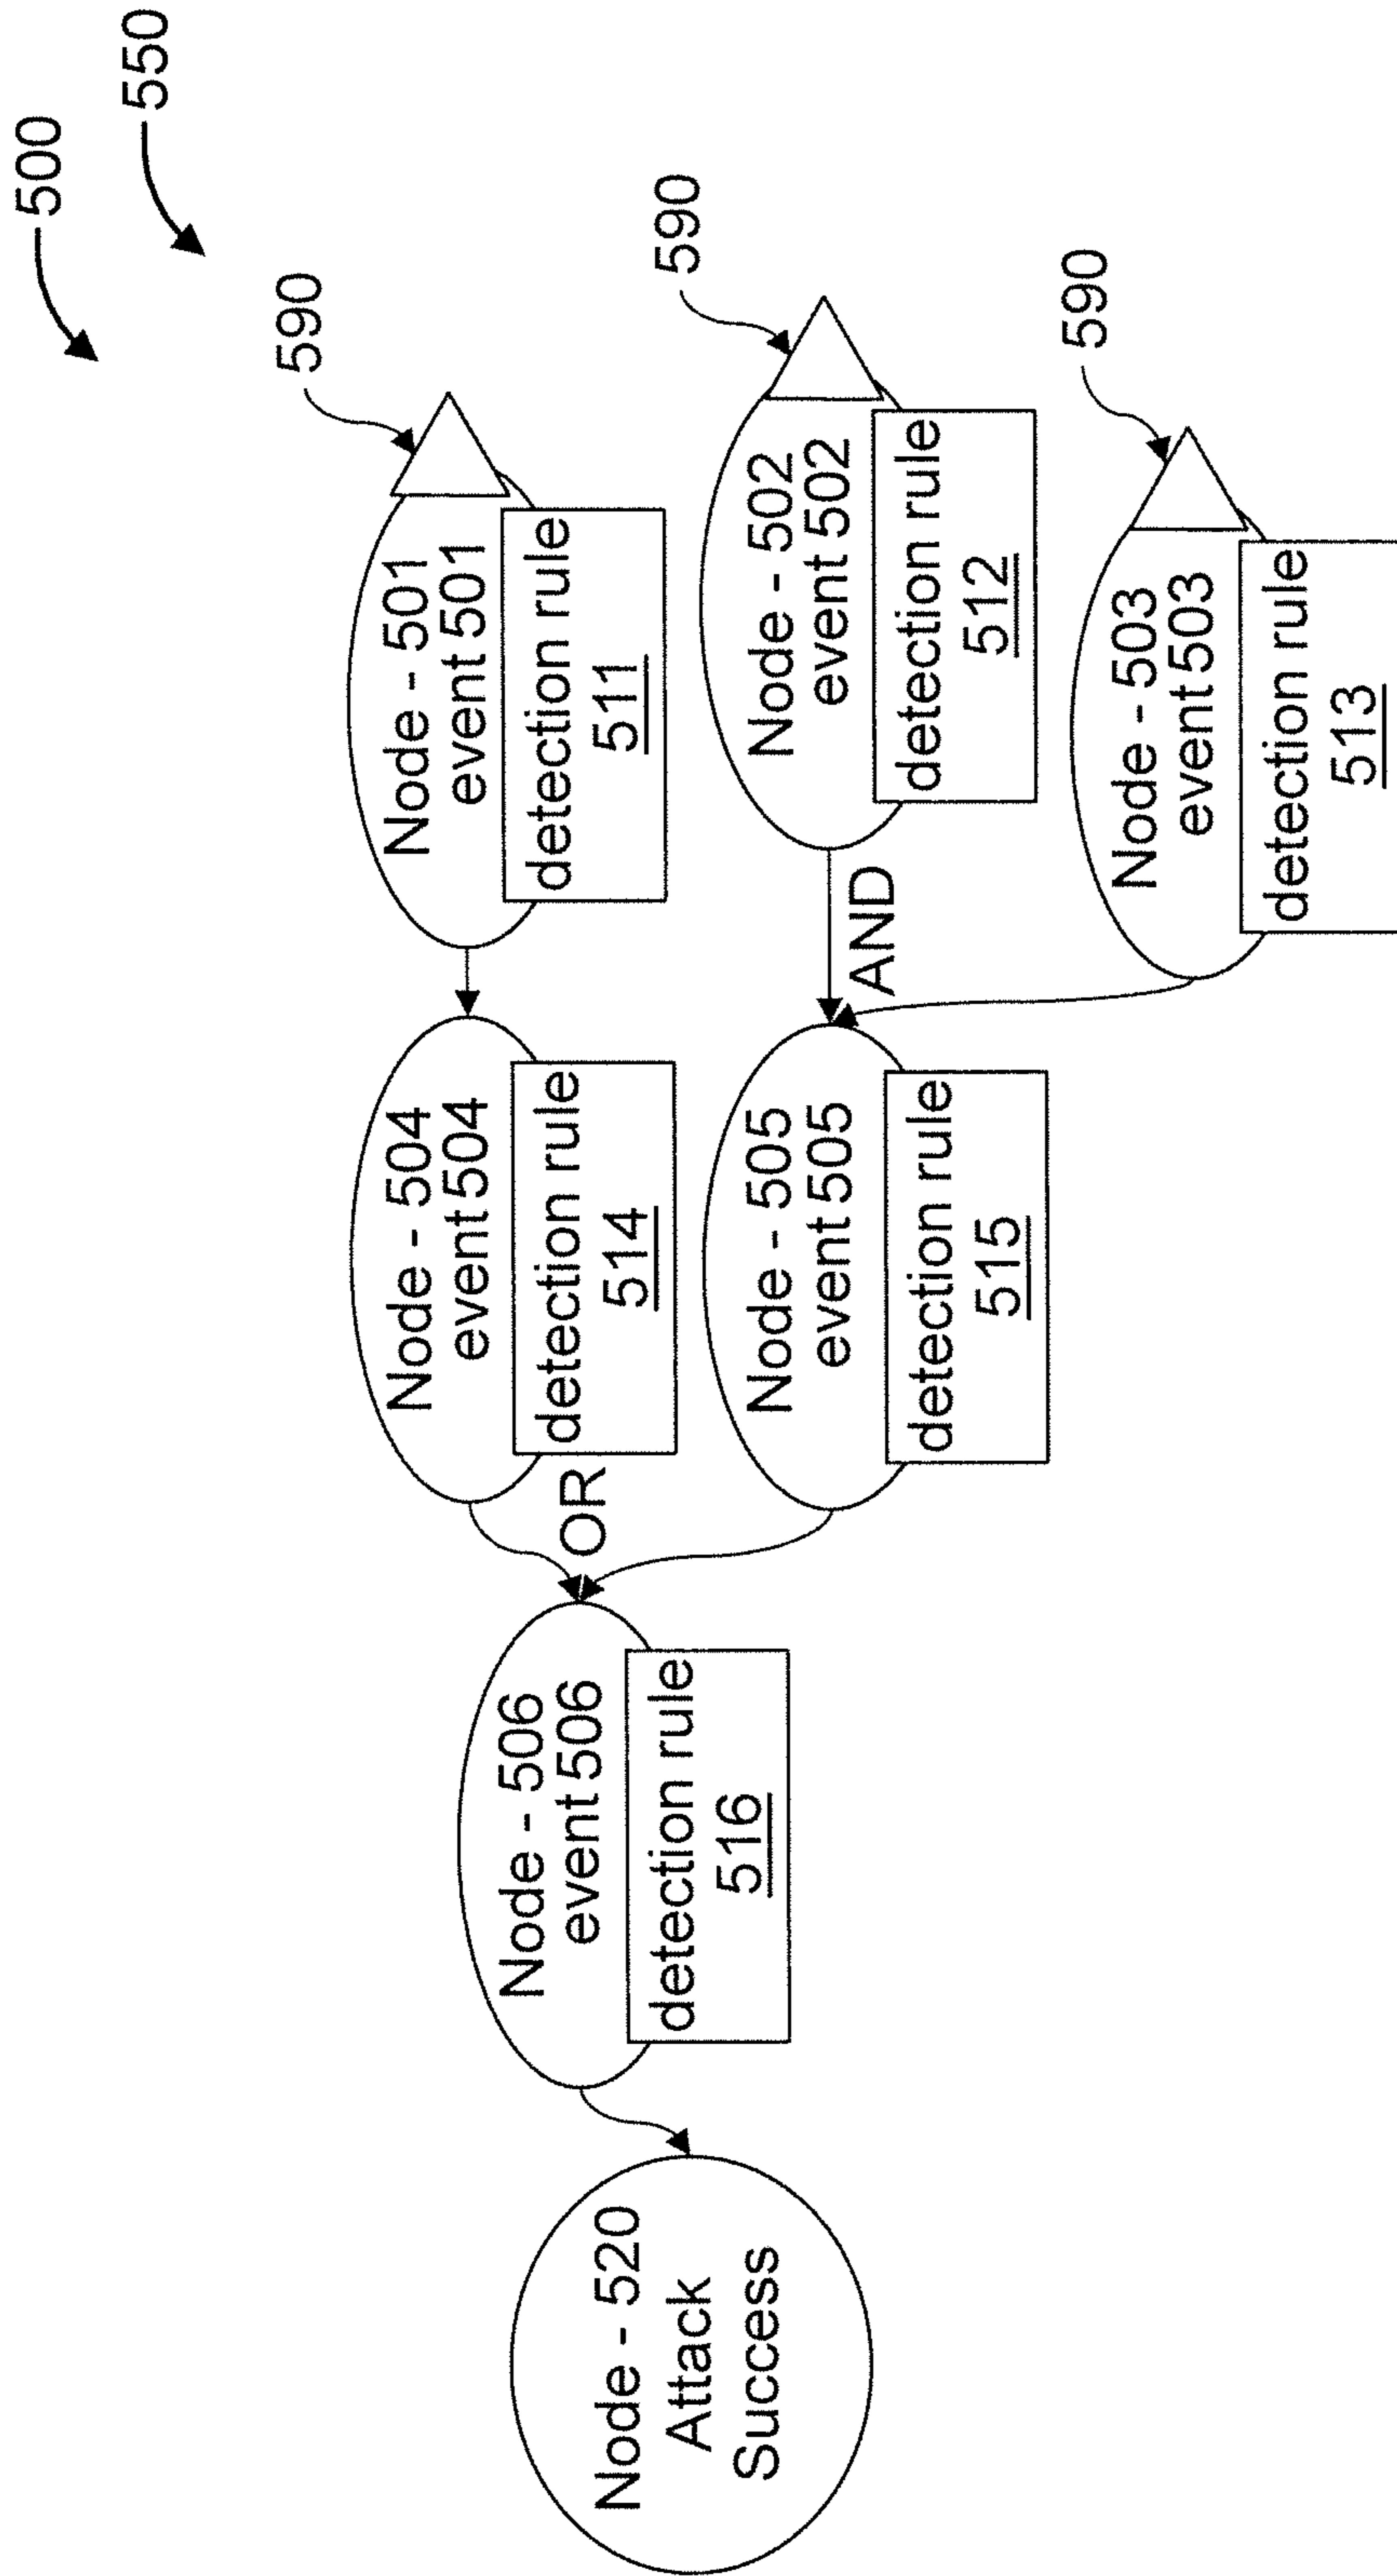 500
550
590
Node - 501
event 501
detection rule
511
590
Node - 502
event 502
detection rule
512
590
Node - 503
event 503
detection rule
513
AND
Node - 504
event 504
detection rule
514
Node - 505
event 505
detection rule
515
OR
Node - 506
event 506
detection rule
516
Node - 520
Attack
Success